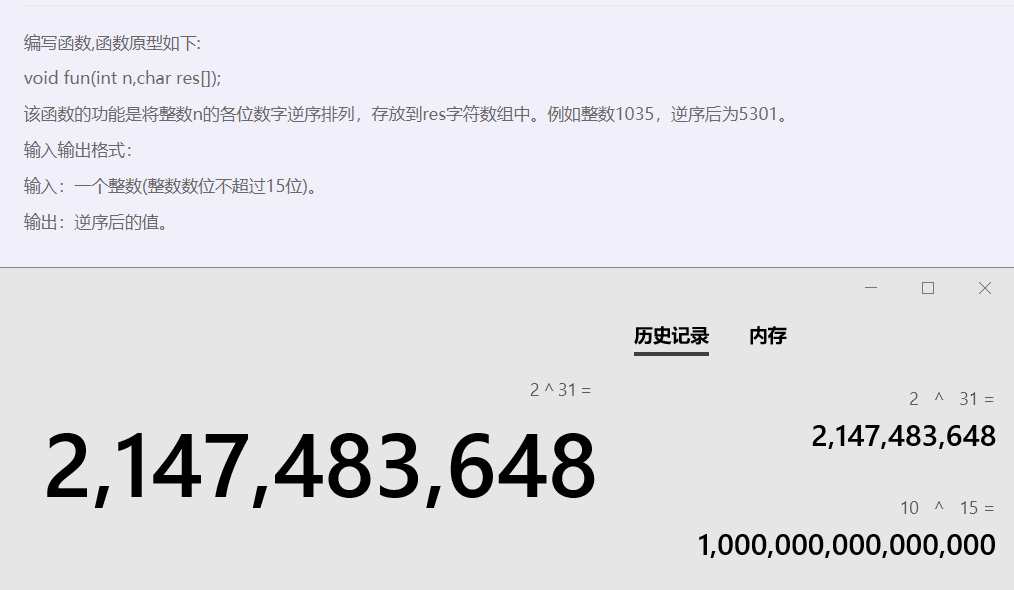 编写函数,函数原型如下:
void fun(int n,char res[]);
该函数的功能是将整数n的各位数字逆序排列，存放到res字符数组中。例如整数1035，逆序后为5301。
输入输出格式：
输入：一个整数(整数数位不超过15位)。
输出：逆序后的值。
历史记录 内存
2 ^ 31 =
2,147,483,648
2 ^ 31 =
2,147,483,648
10 ^ 15 =
1,000,000,000,000,000